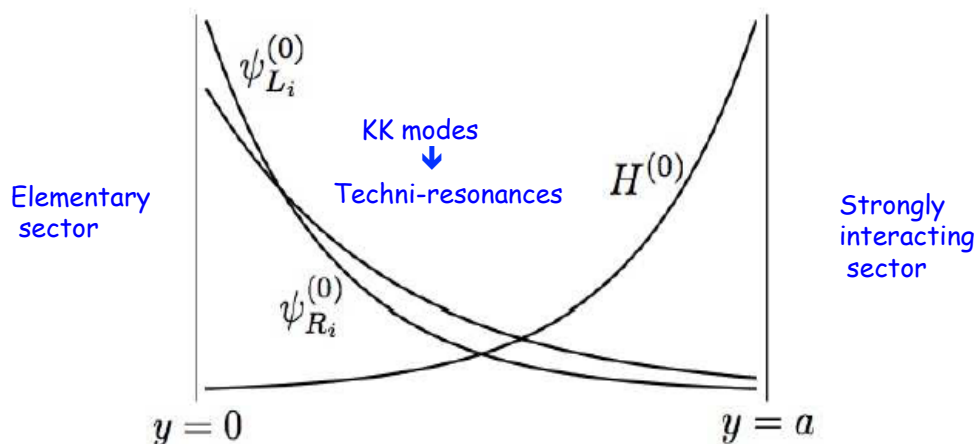 ψ_{L_i}^{(0)}
KK modes
Techni-resonances
H^{(0)}
Elementary
sector
Strongly
interacting
sector
ψ_{R_i}^{(0)}
y = 0
y = a